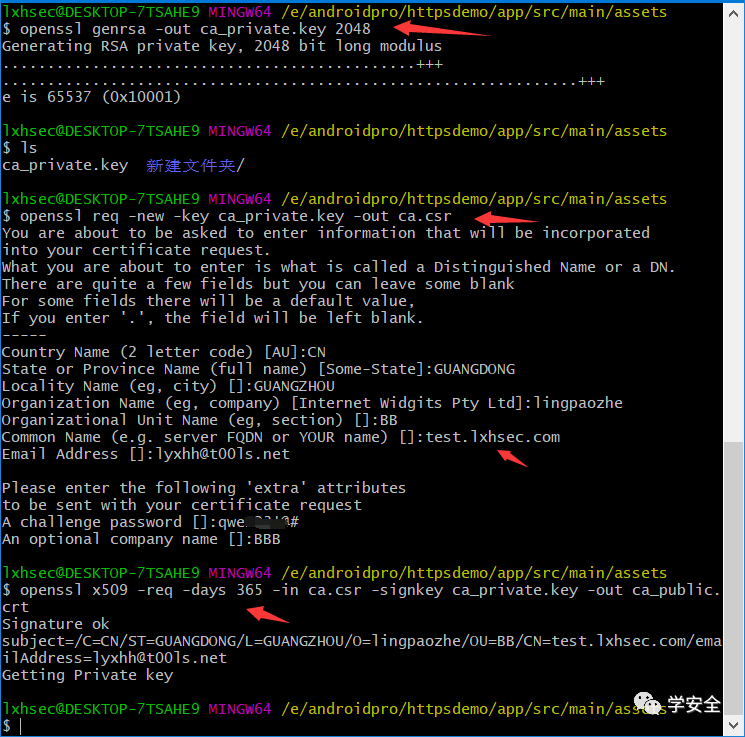 lxhsec@DESKTOP-7TSAHE9 MINGW64 /e/androidpro/httpsdemo/app/src/main/assets
$ openssl genrsa -out ca_private.key 2048
Generating RSA private key, 2048 bit long modulus
................................................+++
...................................................................+++
e is 65537 (0x10001)
lxhsec@DESKTOP-7TSAHE9 MINGW64 /e/androidpro/httpsdemo/app/src/main/assets
$ ls
ca_private.key 新建文件夹/
lxhsec@DESKTOP-7TSAHE9 MINGW64 /e/androidpro/httpsdemo/app/src/main/assets
$ openssl req -new -key ca_private.key -out ca.csr
You are about to be asked to enter information that will be incorporated
into your certificate request.
What you are about to enter is what is called a Distinguished Name or a DN.
There are quite a few fields but you can leave some blank
For some fields there will be a default value,
If you enter '.', the field will be left blank.
-----
Country Name (2 letter code) [AU]:CN
State or Province Name (full name) [Some-State]:GUANGDONG
Locality Name (eg, city) []:GUANGZHOU
Organization Name (eg, company) [Internet Widgits Pty Ltd]:lingpaozhe
Organizational Unit Name (eg, section) []:BB
Common Name (e.g. server FQDN or YOUR name) []:test.lxhsec.com
Email Address []:lyxhh@t00ls.net
Please enter the following 'extra' attributes
to be sent with your certificate request
A challenge password []:
An optional company name []:BBB
lxhsec@DESKTOP-7TSAHE9 MINGW64 /e/androidpro/httpsdemo/app/src/main/assets
$ openssl x509 -req -days 365 -in ca.csr -signkey ca_private.key -out ca_public.
crt
Signature ok
subject=/C=CN/ST=GUANGDONG/L=GUANGZHOU/O=lingpaozhe/OU=BB/CN=test.lxhsec.com/ema
ilAddress=lyxhh@t00ls.net
Getting Private key
lxhsec@DESKTOP-7TSAHE9 MINGW64 /e/androidpro/httpsdemo/app/src/main/assets
$
学安全